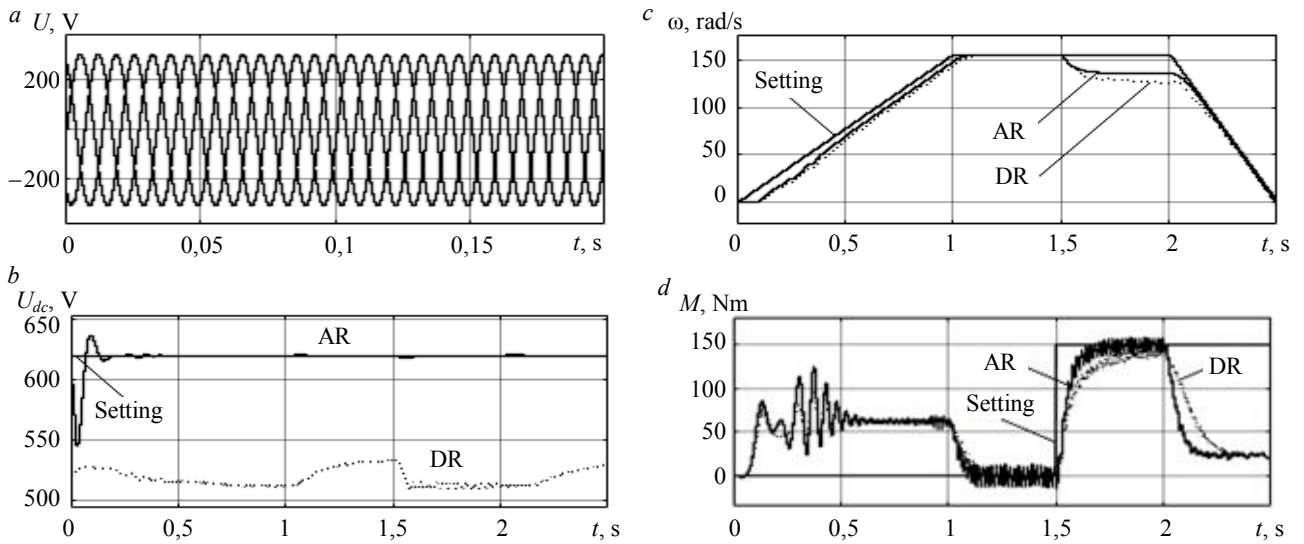 a U, V
200
−200
0 0,05 0,1 0,15 t, s
b
U_dc, V
650
600
550
500
AR
Setting
DR
0 0,5 1 1,5 2 t, s
c ω, rad/s
150
100
50
0
Setting
AR
DR
0 0,5 1 1,5 2 t, s
d M, Nm
150
100
50
0
AR
Setting
DR
0 0,5 1 1,5 2 t, s